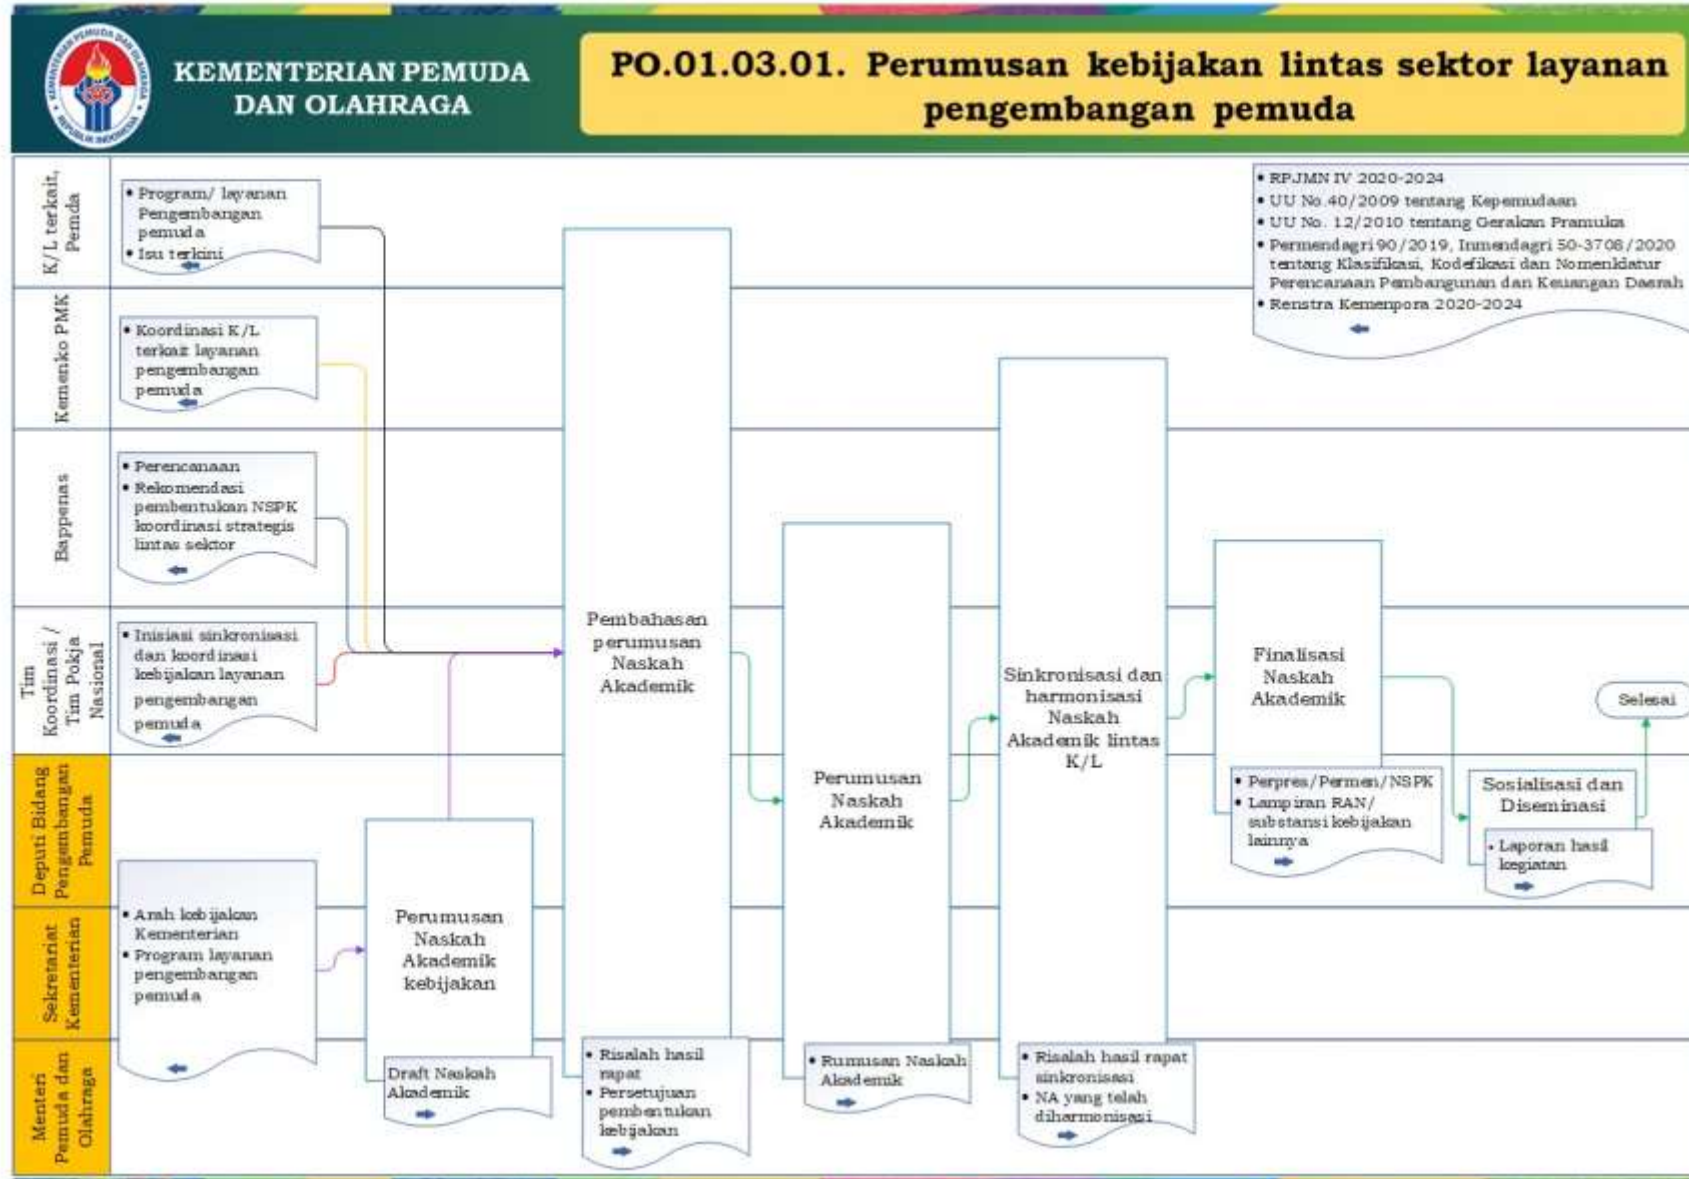 KEMENTERIAN PEMUDA DAN OLAHRAGA
REPUBLIK INDONESIA
KEMENTERIAN PEMUDA
DAN OLAHRAGA
PO.01.03.01. Perumusan kebijakan lintas sektor layanan
pengembangan pemuda
K/L terkait,
Pemda
• Program/ layanan
Pengembangan
pemuda
• Isu terkini
• RPJMN IV 2020-2024
• UU No.40/2009 tentang Kepemudaan
• UU No. 12/2010 tentang Gerakan Pramuka
• Permendagri 90/2019, Inmendagri 50-3708/2020
tentang Klasifikasi, Kodefikasi dan Nomenklatur
Perencanaan Pembangunan dan Keuangan Daerah
• Renstra Kemenpora 2020-2024
Kemenko PMK
• Koordinasi K/L
terkait layanan
pengembangan
pemuda
Bappenas
• Perencanaan
• Rekomendasi
pembentukan NSPK
koordinasi strategis
lintas sektor
Tim
Koordinasi /
Tim Pokja
Nasional
• Inisiasi sinkronisasi
dan koordinasi
kebijakan layanan
pengembangan
pemuda
Pembahasan
perumusan
Naskah
Akademik
Perumusan
Naskah
Akademik
Sinkronisasi dan
harmonisasi
Naskah
Akademik lintas
K/L
Finalisasi
Naskah
Akademik
Selesai
Deputi Bidang
Pengembangan
Pemuda
• Perpres/Permen/NSPK
• Lampiran RAN/
substansi kebijakan
lainnya
Sosialisasi dan
Diseminasi
• Laporan hasil
kegiatan
Sekretariat
Kementerian
• Arah kebijakan
Kementerian
• Program layanan
pengembangan
pemuda
Perumusan
Naskah
Akademik
kebijakan
Menteri
Pemuda dan
Olahraga
Draft Naskah
Akademik
• Risalah hasil
rapat
• Persetujuan
pembentukan
kebijakan
• Rumusan Naskah
Akademik
• Risalah hasil rapat
sinkronisasi
• NA yang telah
diharmonisasi